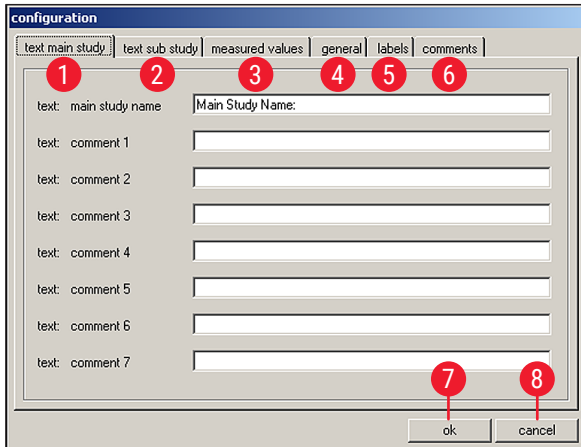 configuration
text main study text sub study measured values general labels comments
1 2 3 4 5 6
text: main study name Main Study Name:
text: comment 1
text: comment 2
text: comment 3
text: comment 4
text: comment 5
text: comment 6
text: comment 7
7 8
ok cancel